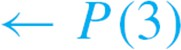 ← P(3)